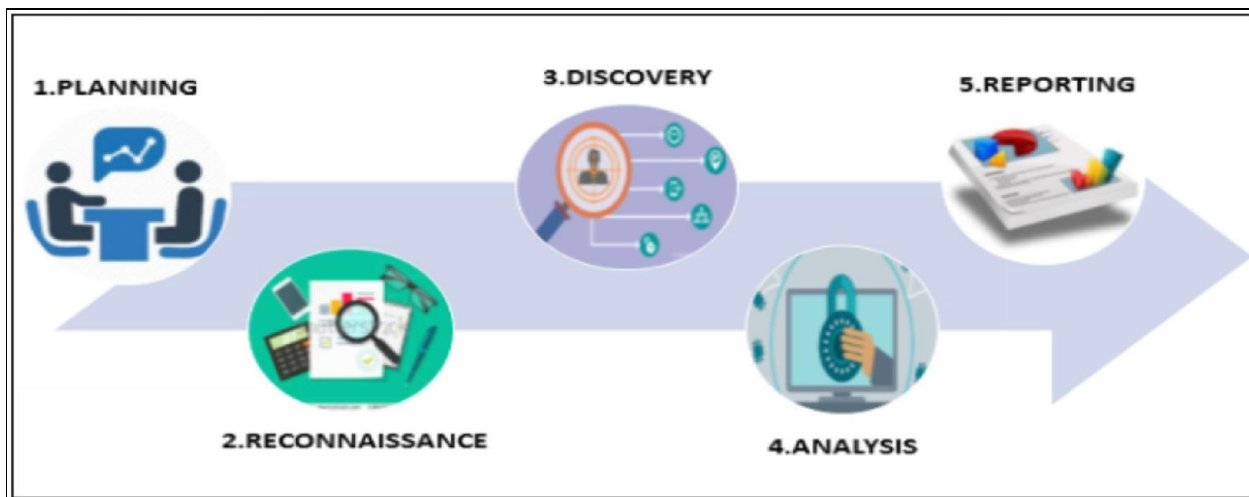 1.PLANNING
2.RECONNAISSANCE
3.DISCOVERY
4.ANALYSIS
5.REPORTING